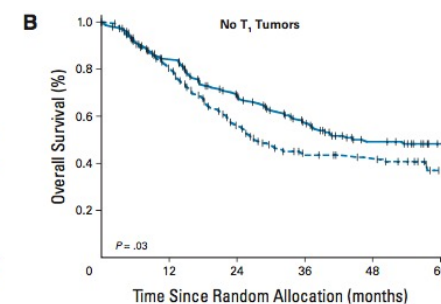 B
No T₁ Tumors
Overall Survival (%)
1.0
0.8
0.6
0.4
0.2
P = .03
0
12
24
36
48
60
Time Since Random Allocation (months)